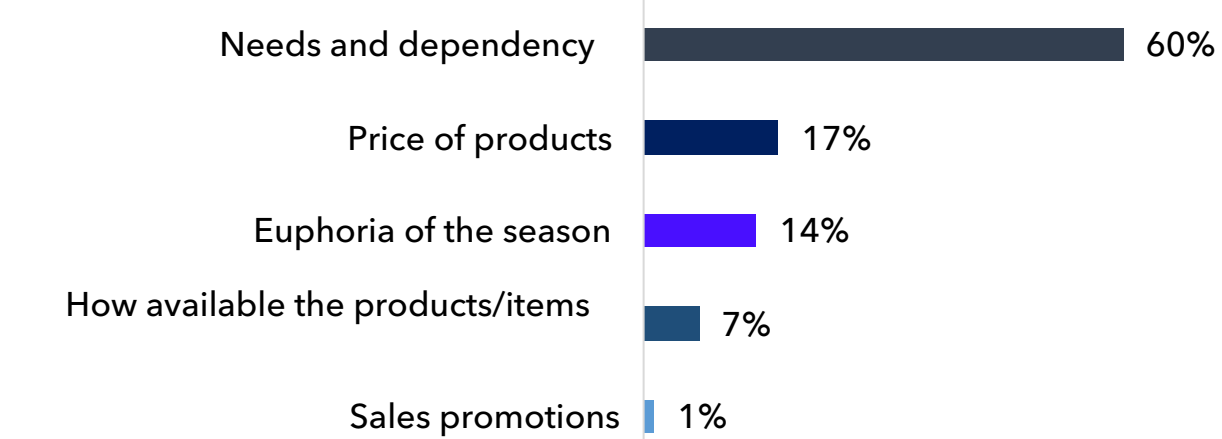 Needs and dependency 60%
Price of products 17%
Euphoria of the season 14%
How available the products/items 7%
Sales promotions 1%